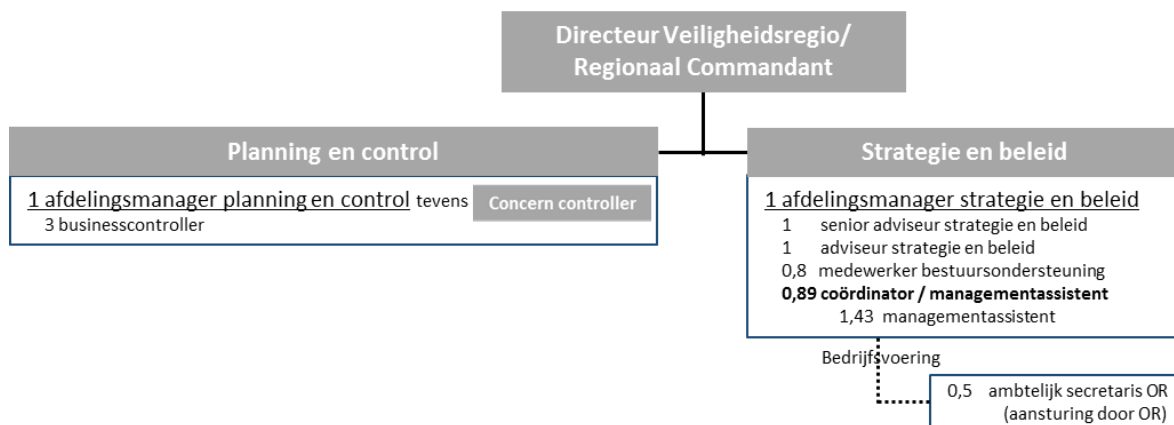 Directeur Veiligheidsregio/
Regionaal Commandant
Planning en control
1 afdelingsmanager planning en control tevens Concern controller
3 businesscontroller
Strategie en beleid
1 afdelingsmanager strategie en beleid
1 senior adviseur strategie en beleid
1 adviseur strategie en beleid
0,8 medewerker bestuursondersteuning
0,89 coördinator / managementassistent
1,43 managementassistent
Bedrijfsvoering
0,5 ambtelijk secretaris OR
(aansturing door OR)